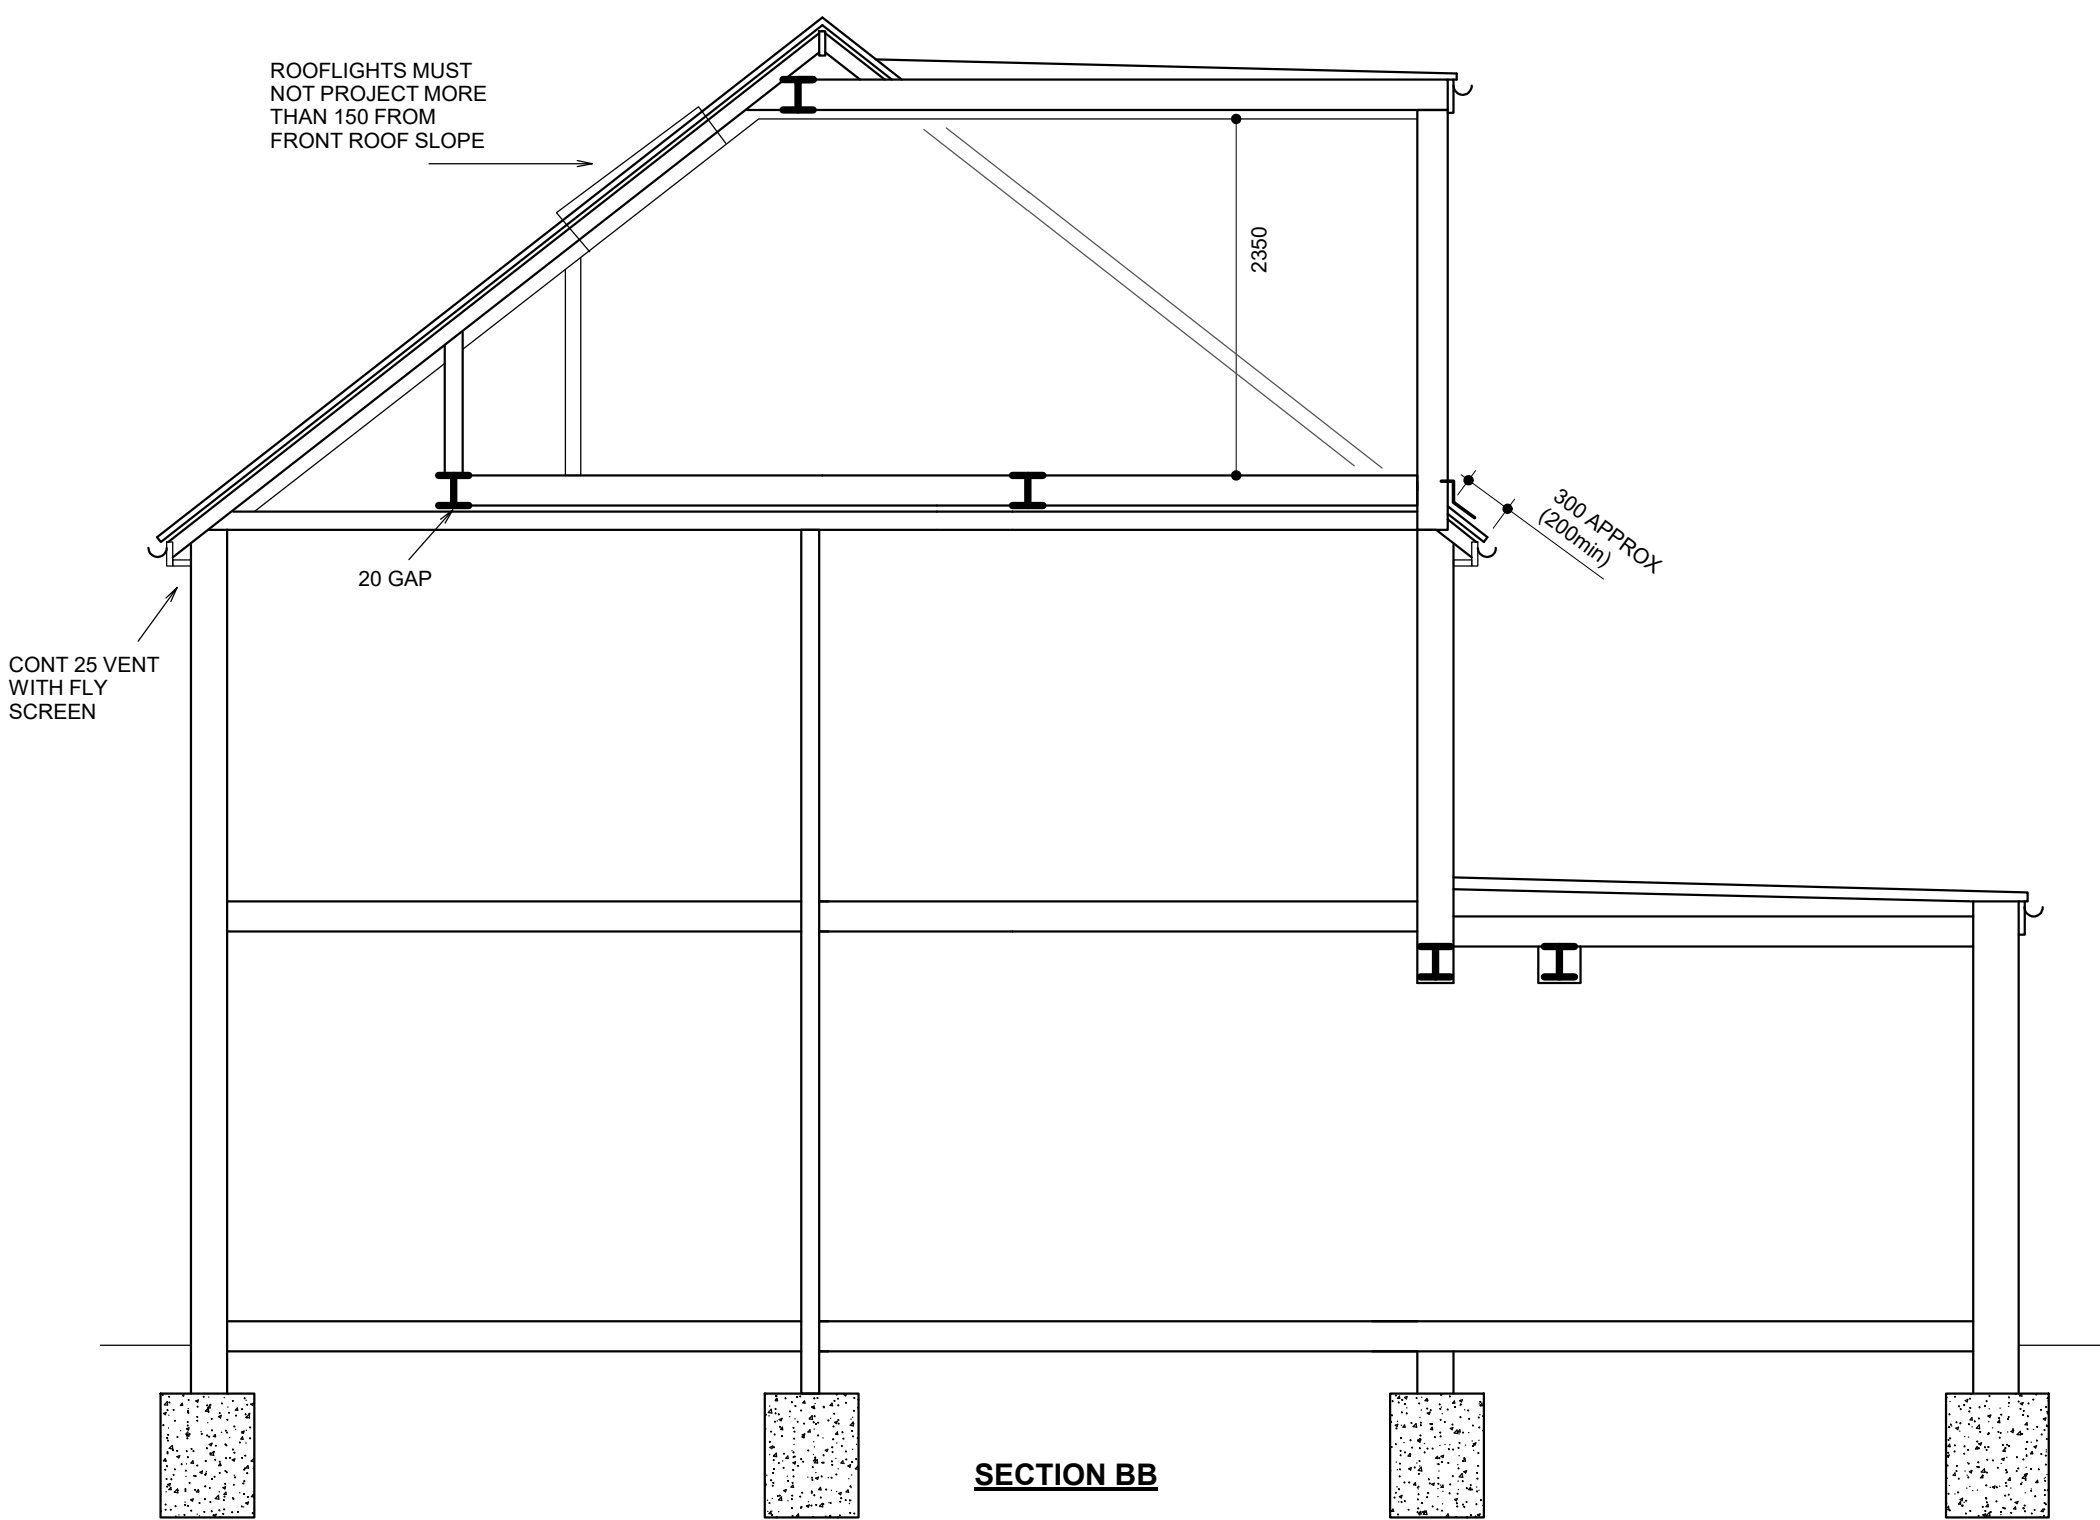 ROOFLIGHTS MUST
NOT PROJECT MORE
THAN 150 FROM
FRONT ROOF SLOPE
2350
300 APPROX
(200min)
20 GAP
CONT 25 VENT
WITH FLY
SCREEN
SECTION BB